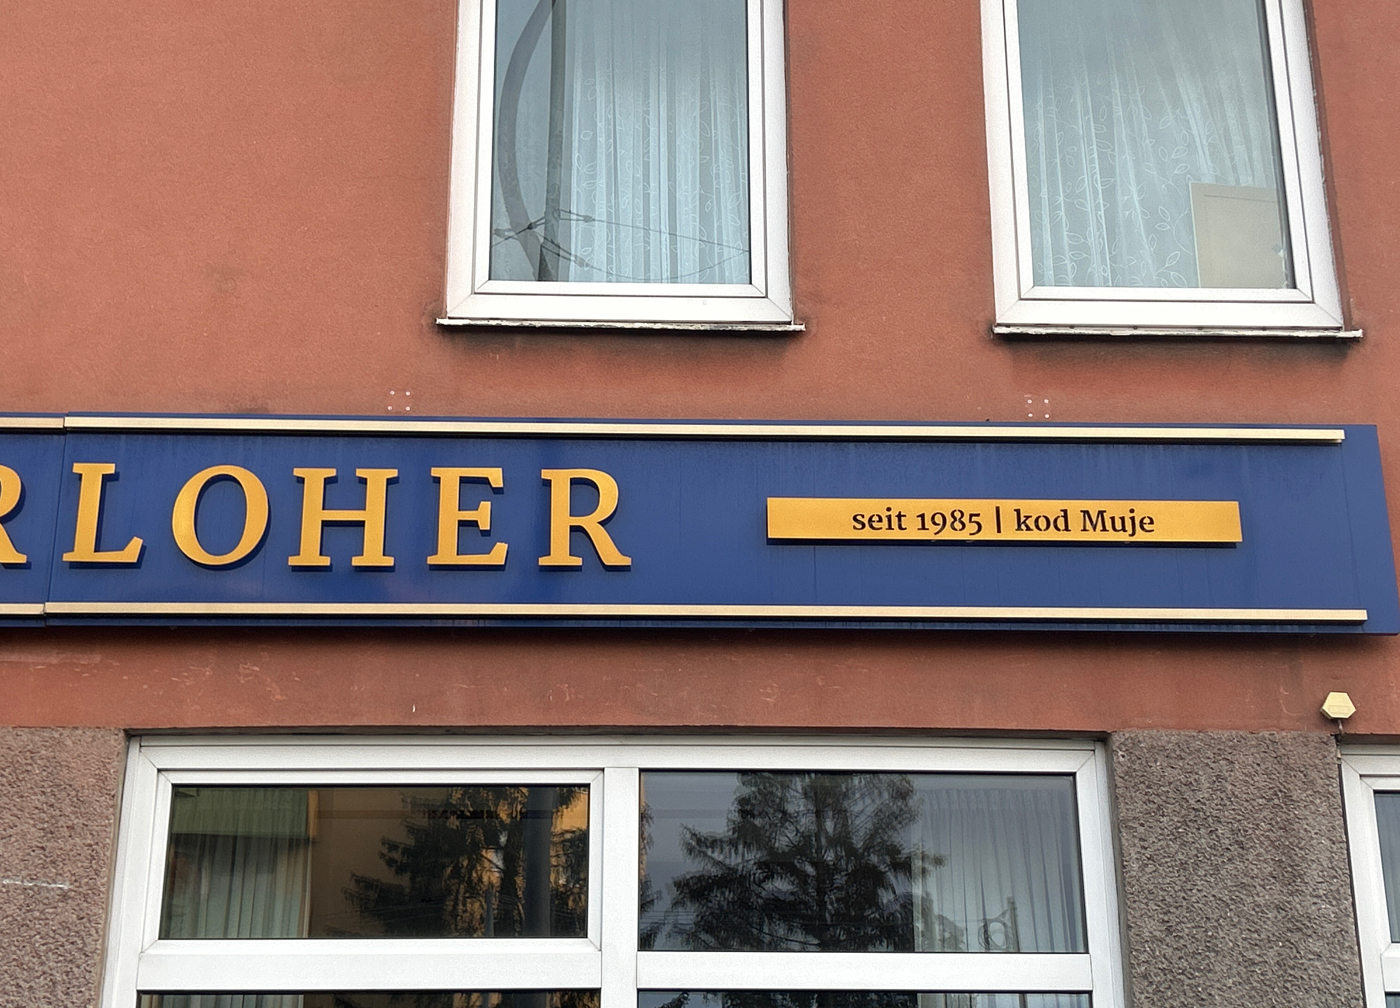 RLOHER
seit 1985 | kod Muje